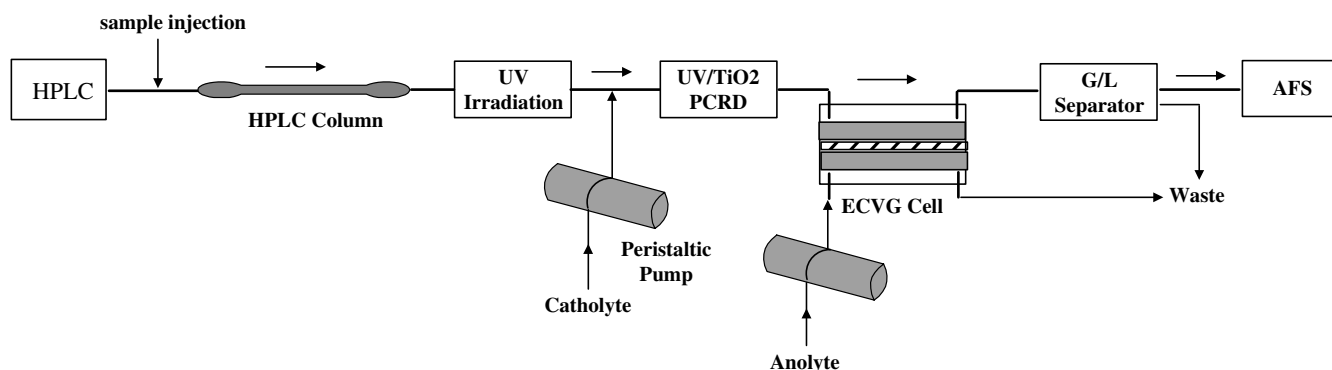 sample injection
HPLC
HPLC Column
UV
Irradiation
UV/TiO2
PCRD
G/L
Separator
AFS
Waste
ECVG Cell
Peristaltic
Pump
Catholyte
Anolyte